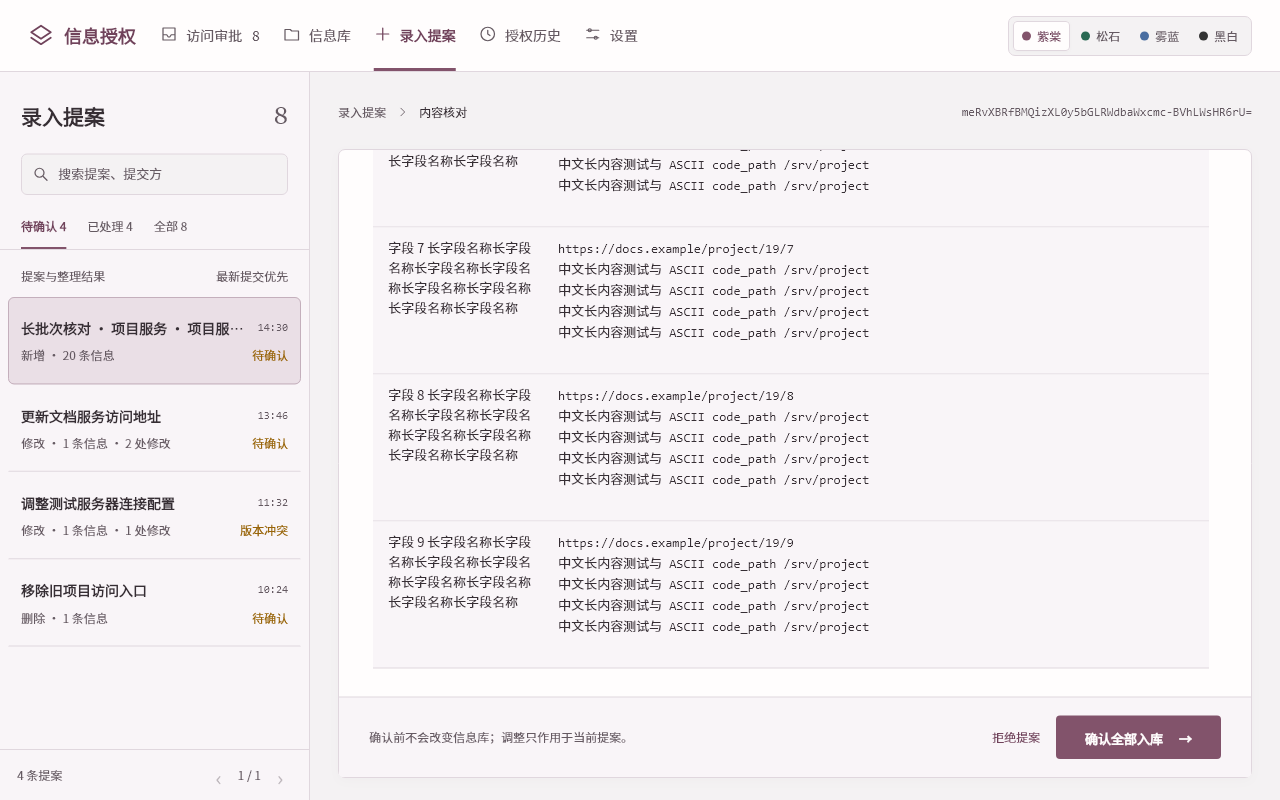 信息授权
访问审批 8
信息库
录入提案
授权历史
设置
紫棠
松石
雾蓝
黑白
录入提案
8
搜索提案、提交方
待确认 4
已处理 4
全部 8
提案与整理结果
最新提交优先
长批次核对 · 项目服务 · 项目服…
14:30
新增 · 20 条信息
待确认
更新文档服务访问地址
13:46
修改 · 1 条信息 · 2 处修改
待确认
调整测试服务器连接配置
11:32
修改 · 1 条信息 · 1 处修改
版本冲突
移除旧项目访问入口
10:24
删除 · 1 条信息
待确认
4 条提案
‹
1 / 1
›
录入提案 › 内容核对
meRvXBRfBMQizXL0y5bGLRWdbaWxcmc-BVhLWsHR6rU=
长字段名称长字段名称
中文长内容测试与 ASCII code_path /srv/project
中文长内容测试与 ASCII code_path /srv/project
字段 7 长字段名称长字段
名称长字段名称长字段名
称长字段名称长字段名称
长字段名称长字段名称
https://docs.example/project/19/7
中文长内容测试与 ASCII code_path /srv/project
中文长内容测试与 ASCII code_path /srv/project
中文长内容测试与 ASCII code_path /srv/project
中文长内容测试与 ASCII code_path /srv/project
字段 8 长字段名称长字段
名称长字段名称长字段名
称长字段名称长字段名称
长字段名称长字段名称
https://docs.example/project/19/8
中文长内容测试与 ASCII code_path /srv/project
中文长内容测试与 ASCII code_path /srv/project
中文长内容测试与 ASCII code_path /srv/project
中文长内容测试与 ASCII code_path /srv/project
字段 9 长字段名称长字段
名称长字段名称长字段名
称长字段名称长字段名称
长字段名称长字段名称
https://docs.example/project/19/9
中文长内容测试与 ASCII code_path /srv/project
中文长内容测试与 ASCII code_path /srv/project
中文长内容测试与 ASCII code_path /srv/project
中文长内容测试与 ASCII code_path /srv/project
确认前不会改变信息库；调整只作用于当前提案。
拒绝提案
确认全部入库 →